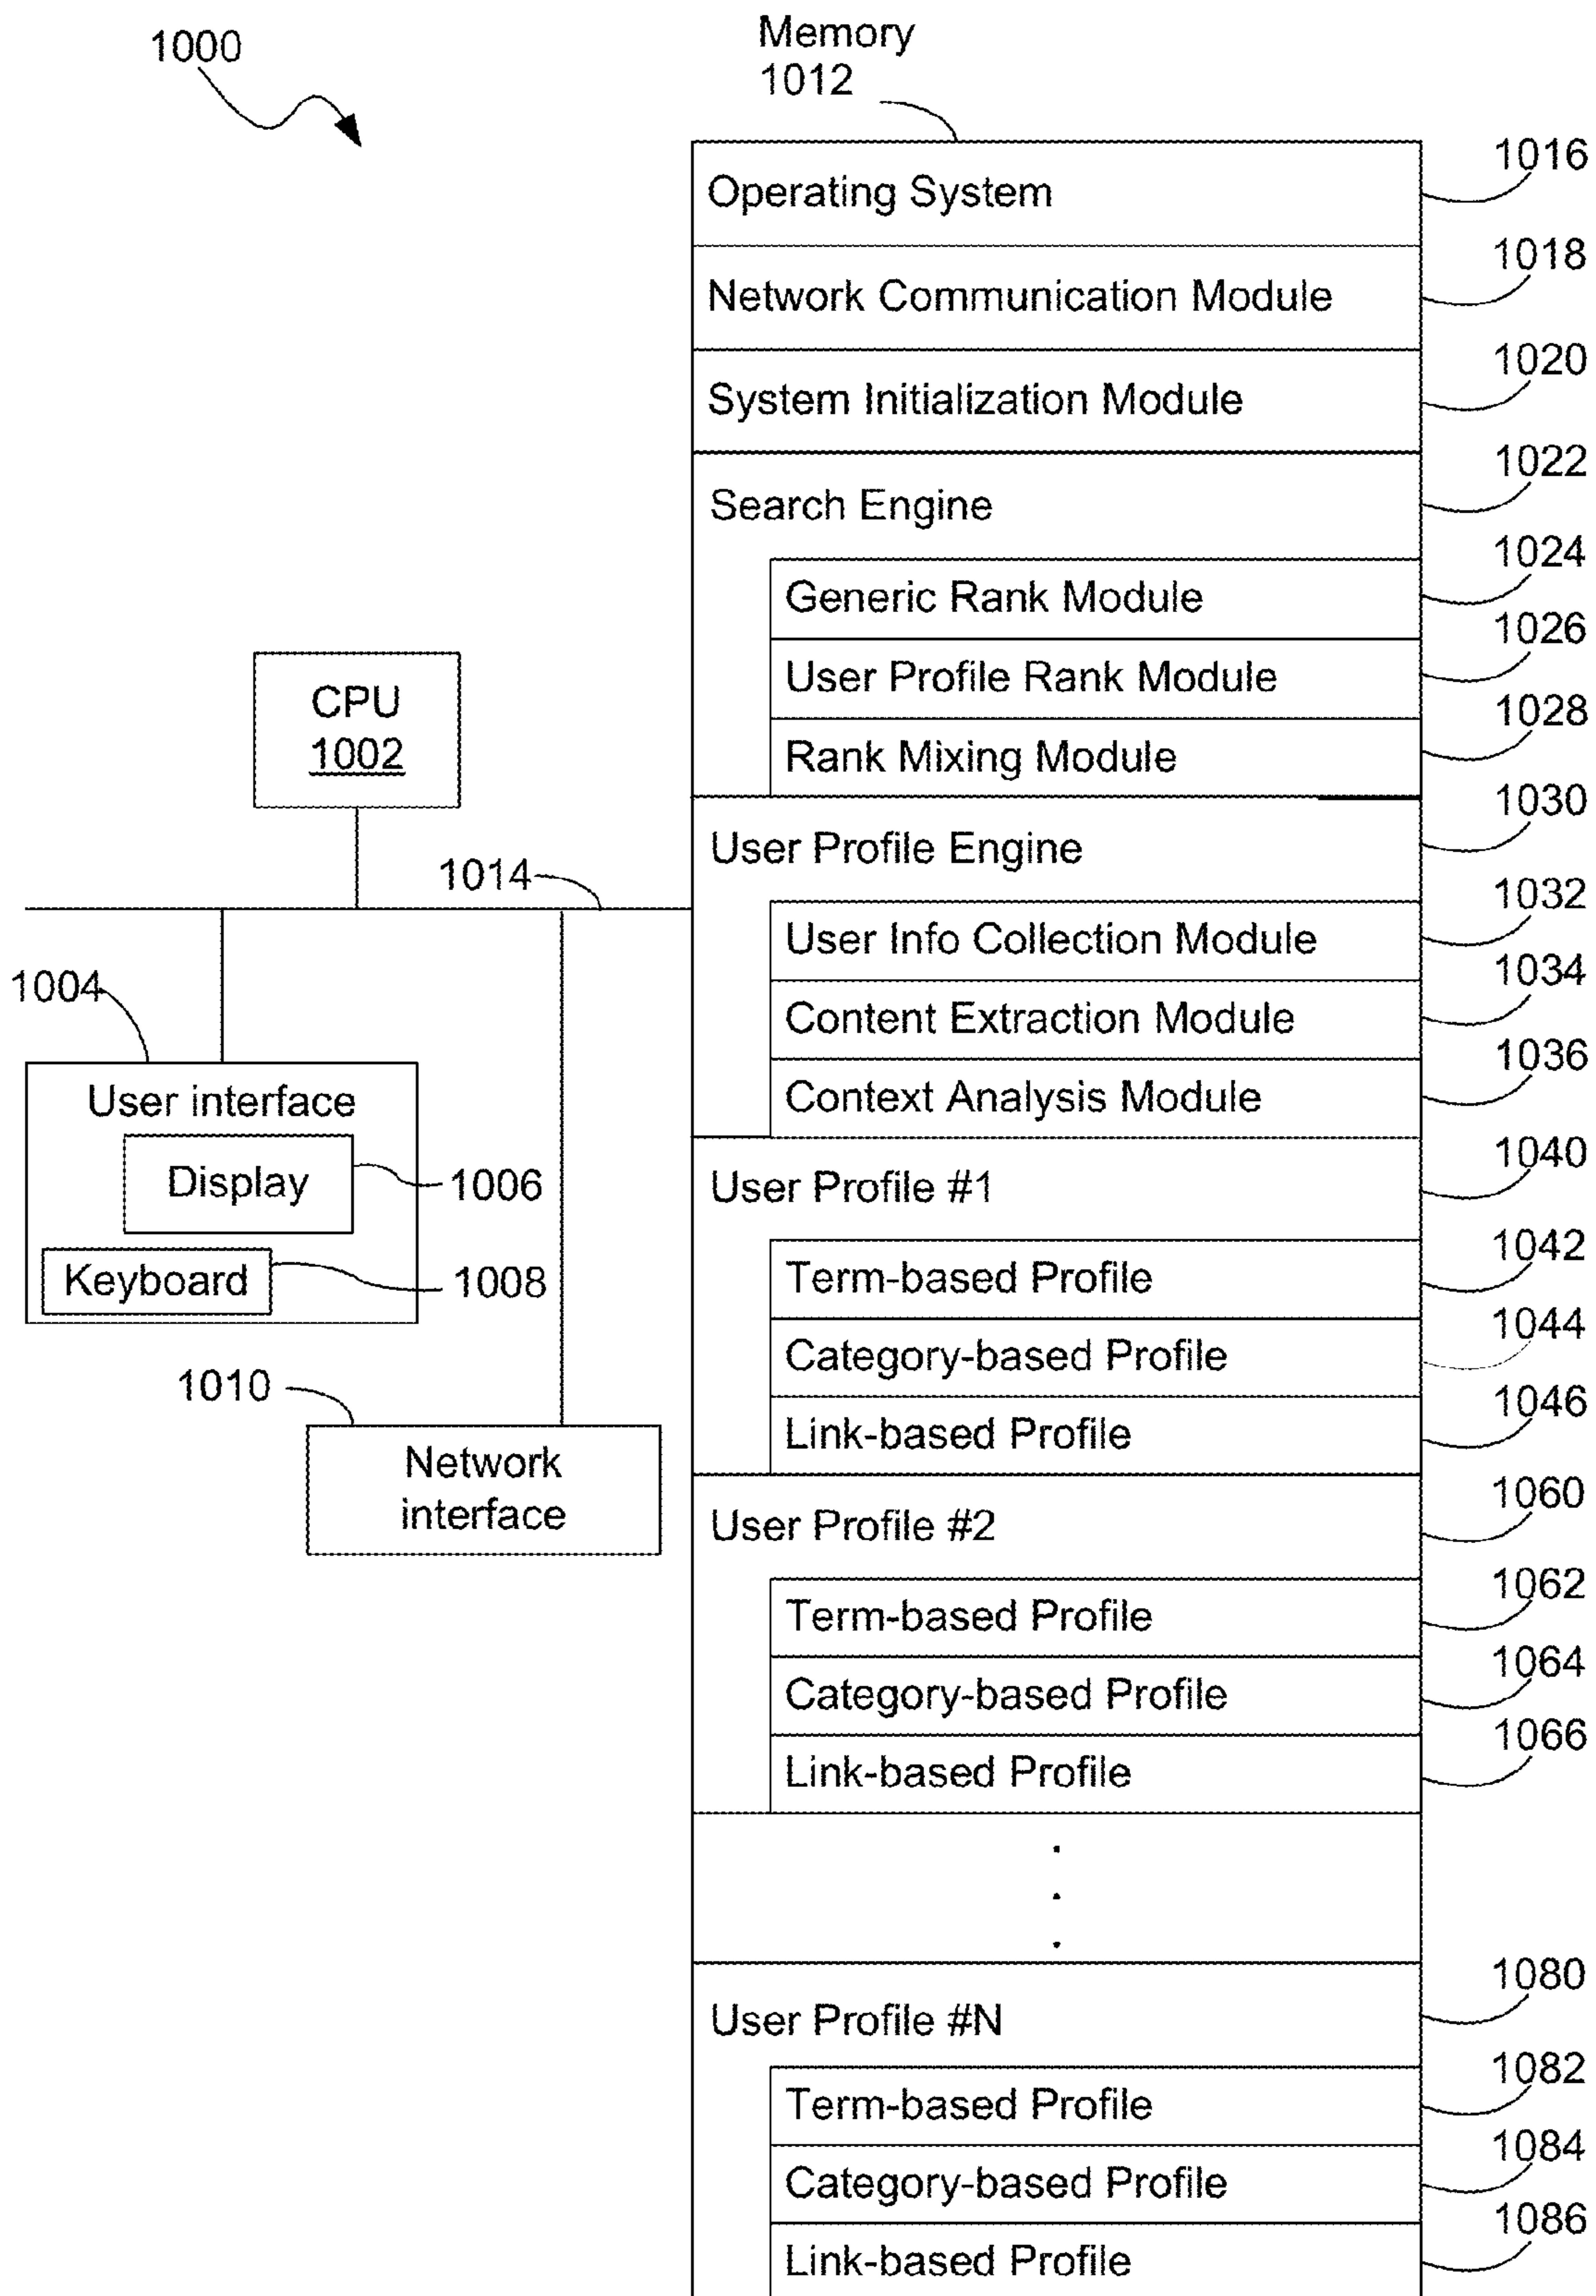 1000
Memory
1012
Operating System
1016
Network Communication Module
1018
System Initialization Module
1020
Search Engine
1022
Generic Rank Module
1024
User Profile Rank Module
1026
Rank Mixing Module
1028
CPU
1002
1014
User Profile Engine
1030
User Info Collection Module
1032
Content Extraction Module
1034
Context Analysis Module
1036
1004
User interface
Display
1006
Keyboard
1008
1010
Network
interface
User Profile #1
1040
Term-based Profile
1042
Category-based Profile
1044
Link-based Profile
1046
User Profile #2
1060
Term-based Profile
1062
Category-based Profile
1064
Link-based Profile
1066
.
.
.
User Profile #N
1080
Term-based Profile
1082
Category-based Profile
1084
Link-based Profile
1086